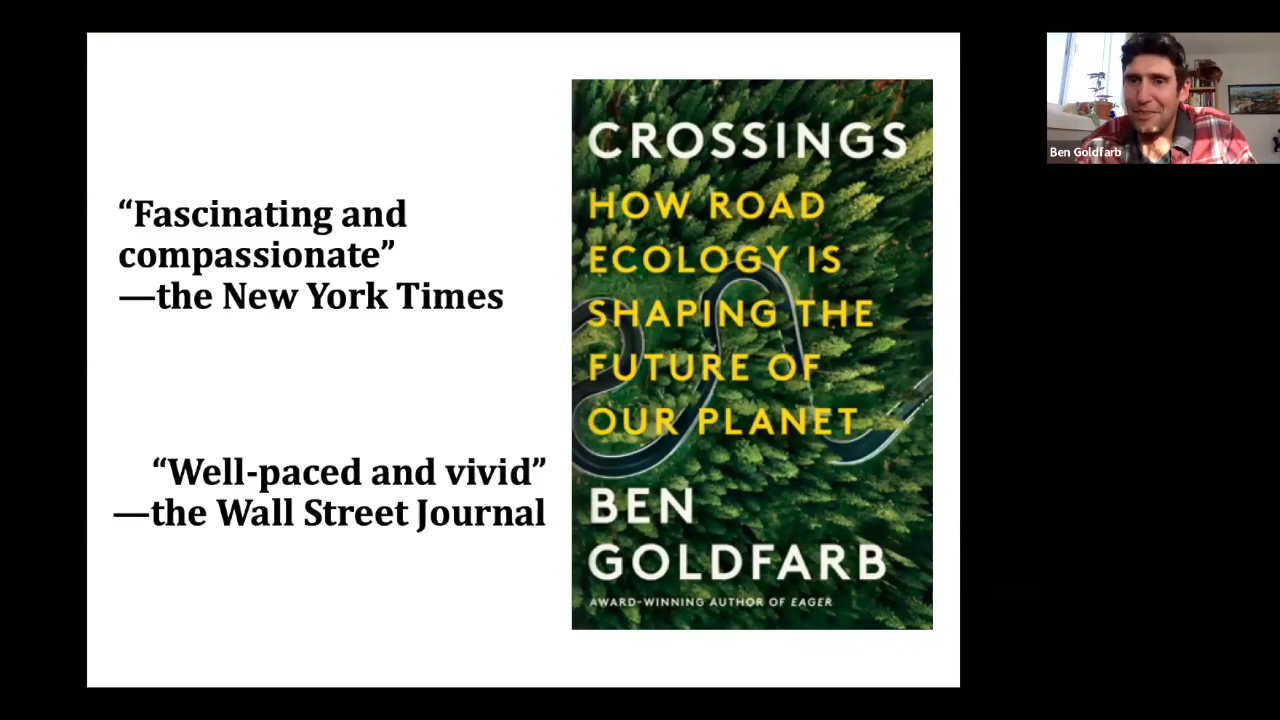 “Fascinating and
compassionate”
—the New York Times
“Well-paced and vivid”
—the Wall Street Journal
CROSSINGS
HOW ROAD
ECOLOGY IS
SHAPING THE
FUTURE OF
OUR PLANET
BEN
GOLDFARB
AWARD-WINNING AUTHOR OF EAGER
Ben Goldfarb